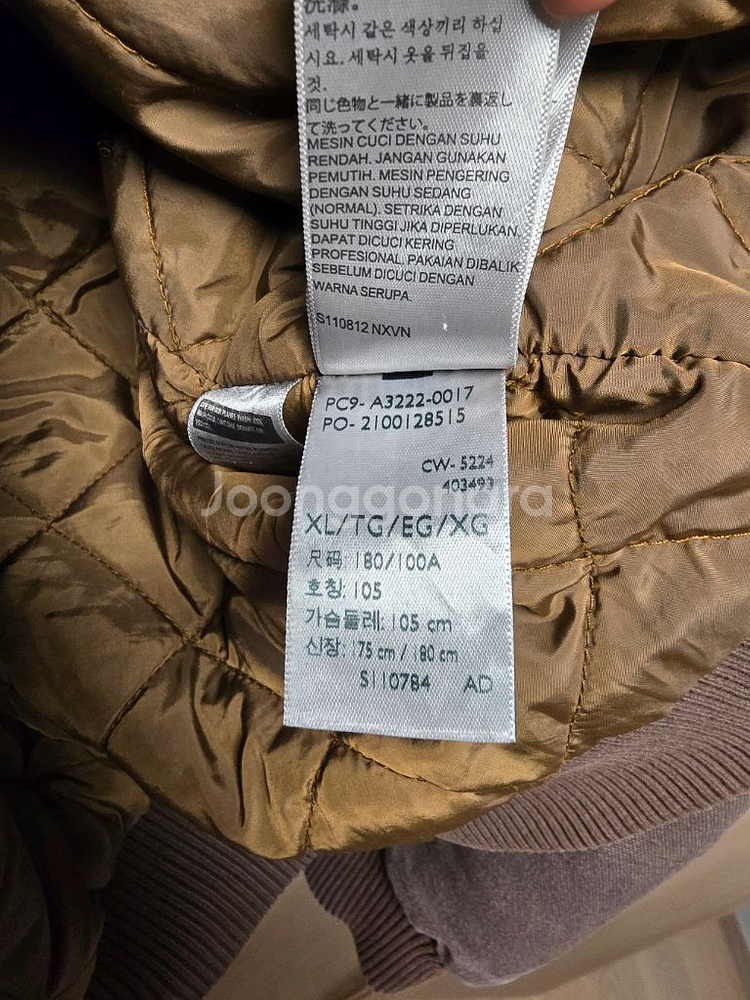 洗涤。
세탁시 같은 색상끼리 하십
시오. 세탁시 옷을 뒤집을
것.
同じ色物と一緒に製品を裏返し
て洗ってください。
MESIN CUCI DENGAN SUHU
RENDAH. JANGAN GUNAKAN
PEMUTIH. MESIN PENGERING
DENGAN SUHU SEDANG
(NORMAL). SETRIKA DENGAN
SUHU TINGGI JIKA DIPERLUKAN.
DAPAT DICUCI KERING
PROFESIONAL. PAKAIAN DIBALIK
SEBELUM DICUCI DENGAN
WARNA SERUPA.
S110812 NXVN
PC9- A3222-0017
PO- 2100128515
CW- 5224
403493
Joonggonara
XL/TG/EG/XG
尺码: 180/100A
호칭: 105
가슴둘레: 105 cm
신장: 175 cm / 180 cm
S110784 AD